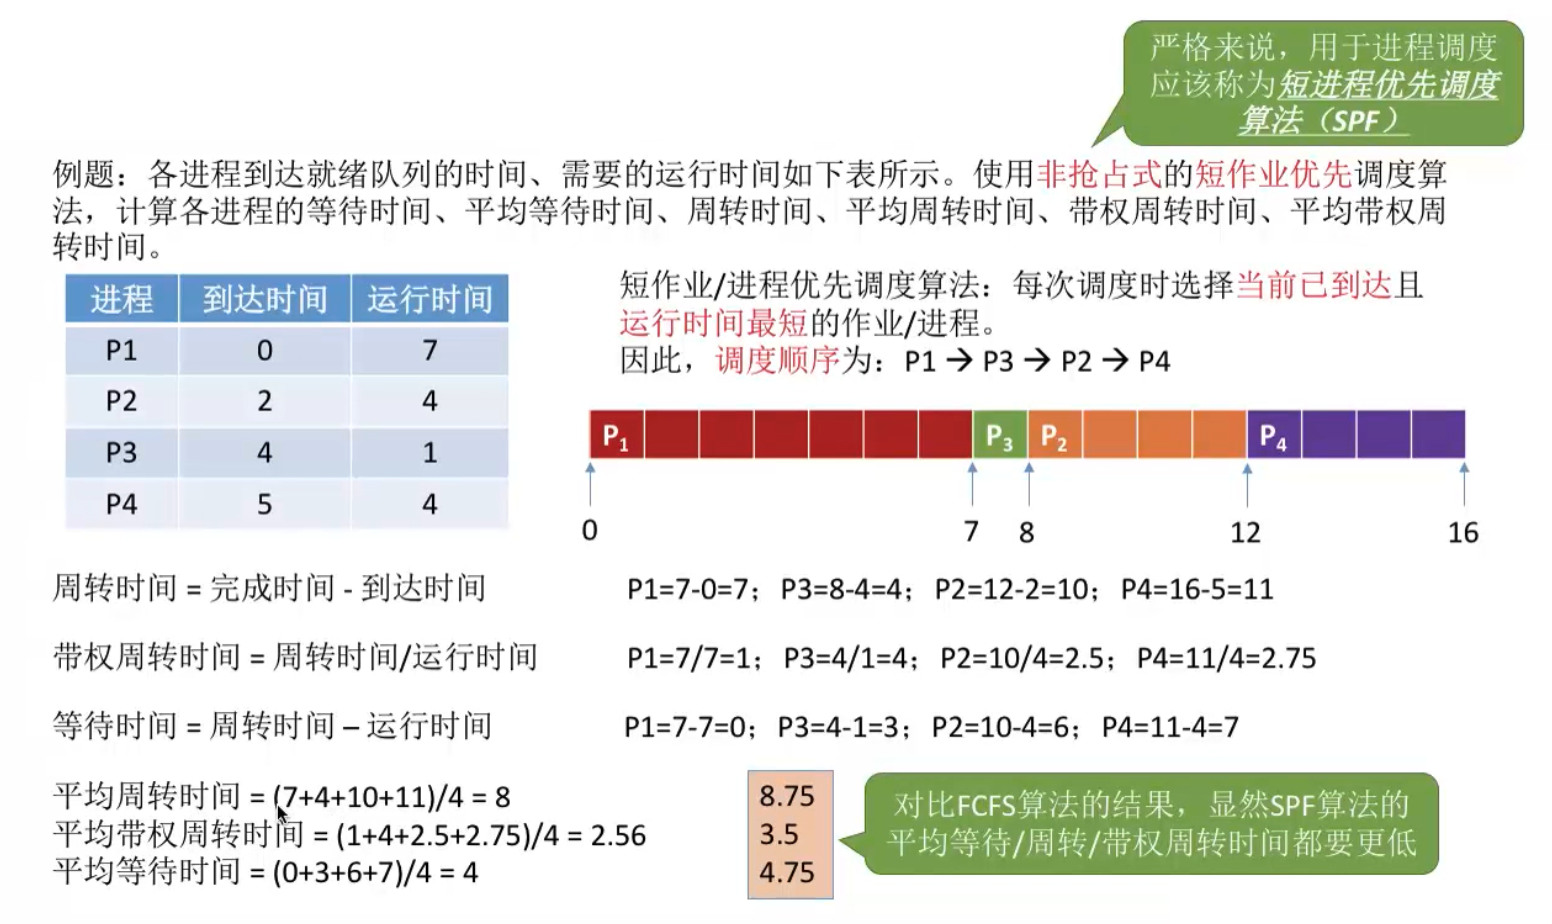 严格来说，用于进程调度
应该称为短进程优先调度
算法（SPF）
例题：各进程到达就绪队列的时间、需要的运行时间如下表所示。使用非抢占式的短作业优先调度算
法，计算各进程的等待时间、平均等待时间、周转时间、平均周转时间、带权周转时间、平均带权周
转时间。
进程 到达时间 运行时间
P1 0 7
P2 2 4
P3 4 1
P4 5 4
短作业/进程优先调度算法：每次调度时选择当前已到达且
运行时间最短的作业/进程。
因此，调度顺序为：P1 → P3 → P2 → P4
P1 P3 P2 P4
0 7 8 12 16
周转时间 = 完成时间 - 到达时间 P1=7-0=7；P3=8-4=4；P2=12-2=10；P4=16-5=11
带权周转时间 = 周转时间/运行时间 P1=7/7=1；P3=4/1=4；P2=10/4=2.5；P4=11/4=2.75
等待时间 = 周转时间 – 运行时间 P1=7-7=0；P3=4-1=3；P2=10-4=6；P4=11-4=7
平均周转时间 = (7+4+10+11)/4 = 8
平均带权周转时间 = (1+4+2.5+2.75)/4 = 2.56
平均等待时间 = (0+3+6+7)/4 = 4
8.75
3.5
4.75
对比FCFS算法的结果，显然SPF算法的
平均等待/周转/带权周转时间都要更低